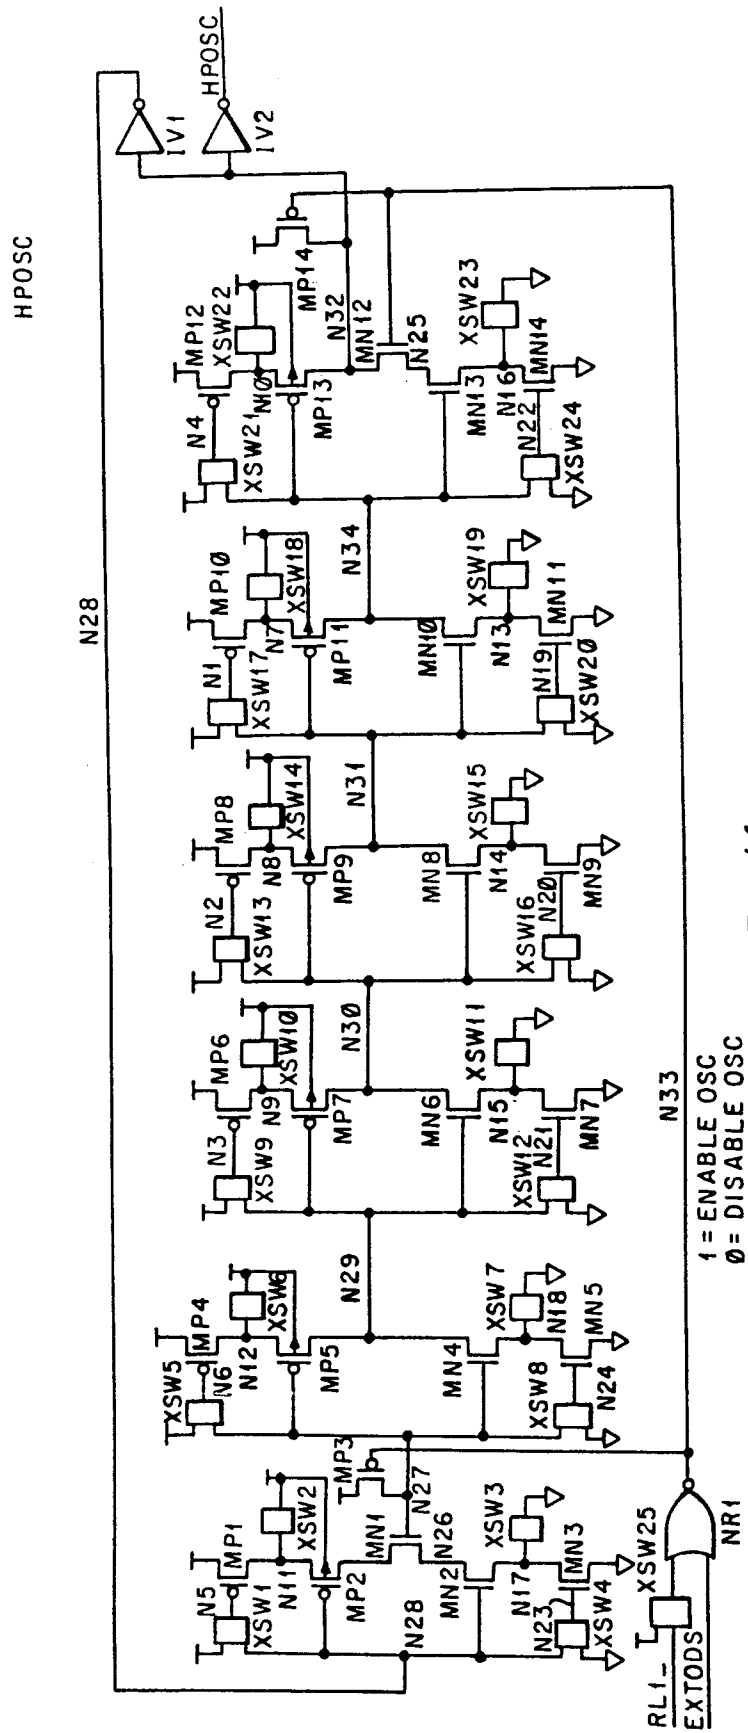 HPOSC
N28
HPOSC
IV1
IV2
N5
MP1
XSW1
XSW2
N11
MP2
MN1
N28
N26
MN2
XSW3
N17
MN3
N23
XSW4
MP3
N27
RL1_
EXTODS
XSW25
NR1
XSW5
MP4
N6
N12
XSW6
MP5
N29
MN4
XSW7
N18
XSW8
MN5
N24
N3
MP6
XSW9
N9
XSW10
MP7
N30
MN6
XSW11
N15
XSW12
N21
MN7
N2
MP8
XSW13
N8
XSW14
MP9
N31
MN8
XSW15
N14
XSW16
N20
MN9
N1
MP10
XSW17
N7
XSW18
MP11
N34
MN10
XSW19
N13
N19
MN11
XSW20
N4
MP12
XSW21
N10
XSW22
MP13
MP14
N32
MN12
N25
MN13
XSW23
N16
N22
MN14
XSW24
N33
1 = ENABLE OSC
0 = DISABLE OSC